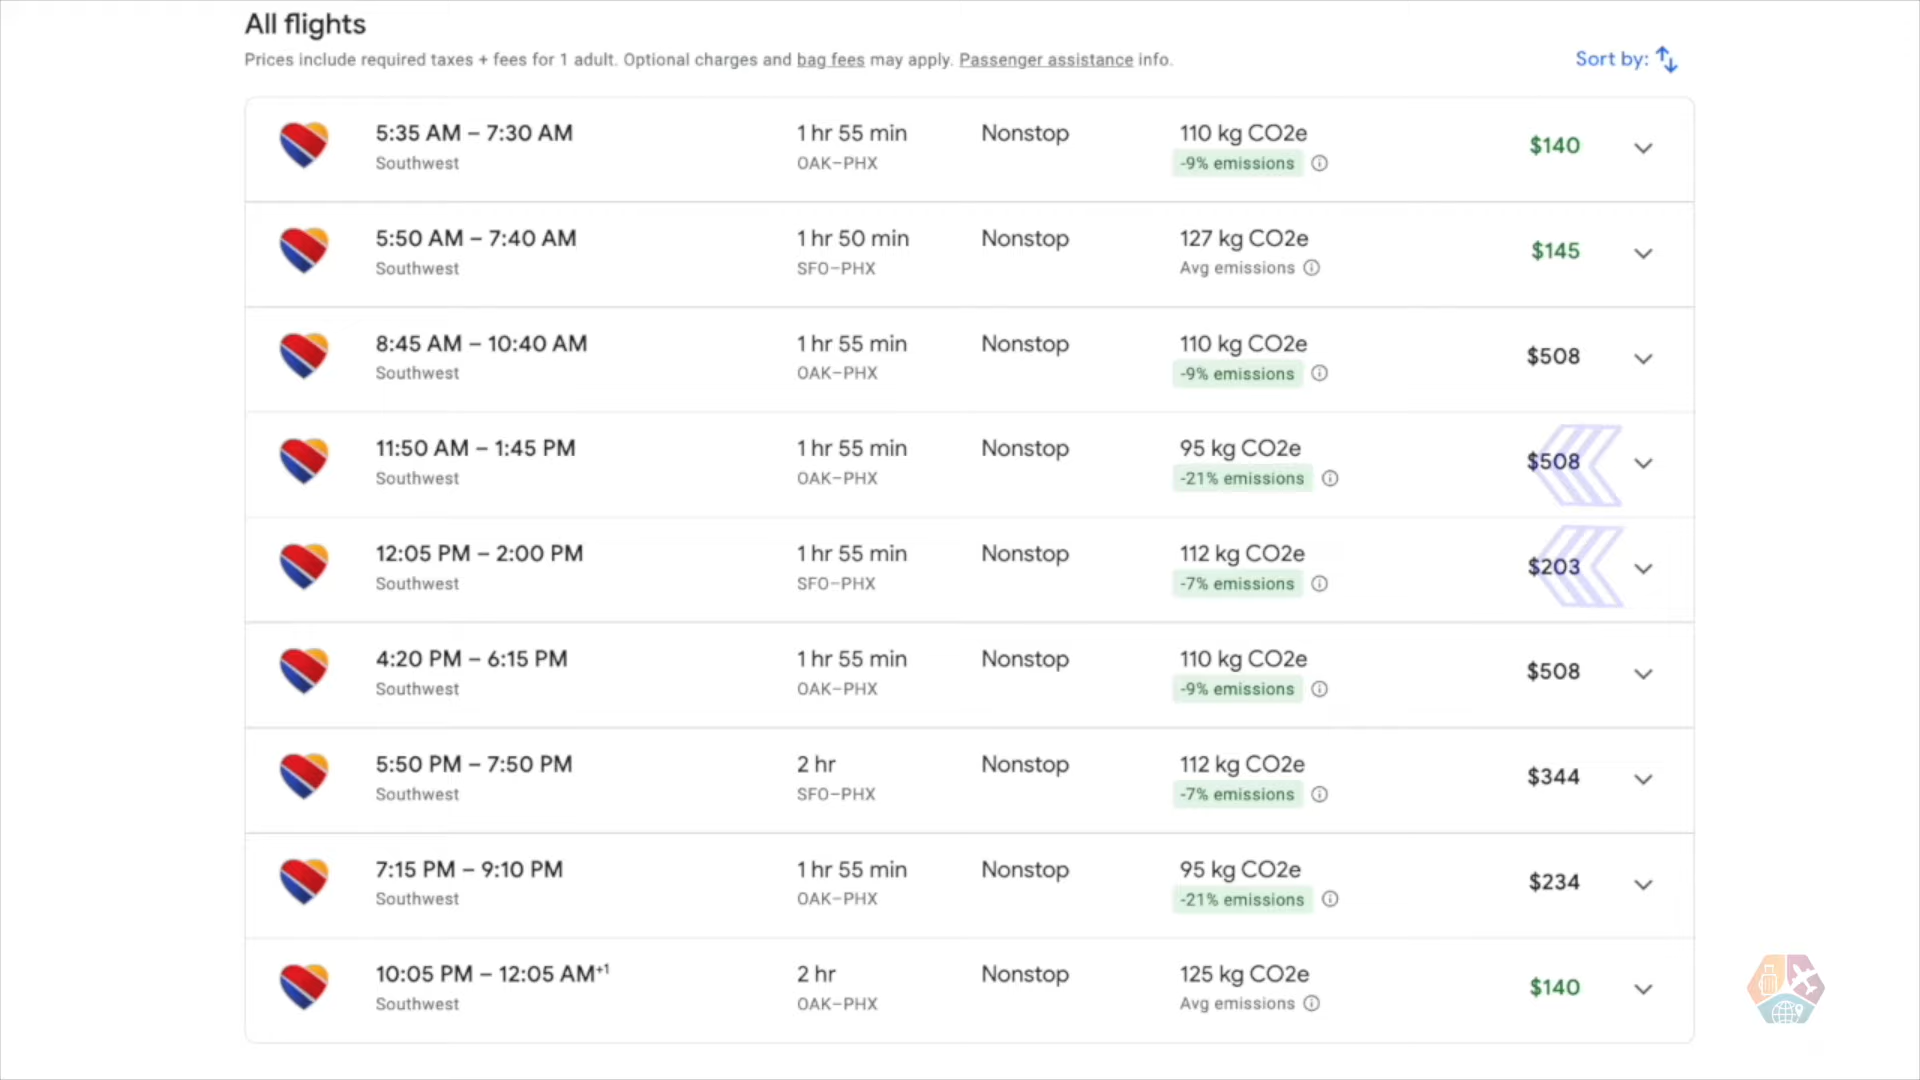 All flights
Prices include required taxes + fees for 1 adult. Optional charges and bag fees may apply. Passenger assistance info.
Sort by:
5:35 AM – 7:30 AM 1 hr 55 min Nonstop 110 kg CO2e $140
Southwest OAK–PHX -9% emissions
5:50 AM – 7:40 AM 1 hr 50 min Nonstop 127 kg CO2e $145
Southwest SFO–PHX Avg emissions
8:45 AM – 10:40 AM 1 hr 55 min Nonstop 110 kg CO2e $508
Southwest OAK–PHX -9% emissions
11:50 AM – 1:45 PM 1 hr 55 min Nonstop 95 kg CO2e $508
Southwest OAK–PHX -21% emissions
12:05 PM – 2:00 PM 1 hr 55 min Nonstop 112 kg CO2e $203
Southwest SFO–PHX -7% emissions
4:20 PM – 6:15 PM 1 hr 55 min Nonstop 110 kg CO2e $508
Southwest OAK–PHX -9% emissions
5:50 PM – 7:50 PM 2 hr Nonstop 112 kg CO2e $344
Southwest SFO–PHX -7% emissions
7:15 PM – 9:10 PM 1 hr 55 min Nonstop 95 kg CO2e $234
Southwest OAK–PHX -21% emissions
10:05 PM – 12:05 AM+1 2 hr Nonstop 125 kg CO2e $140
Southwest OAK–PHX Avg emissions